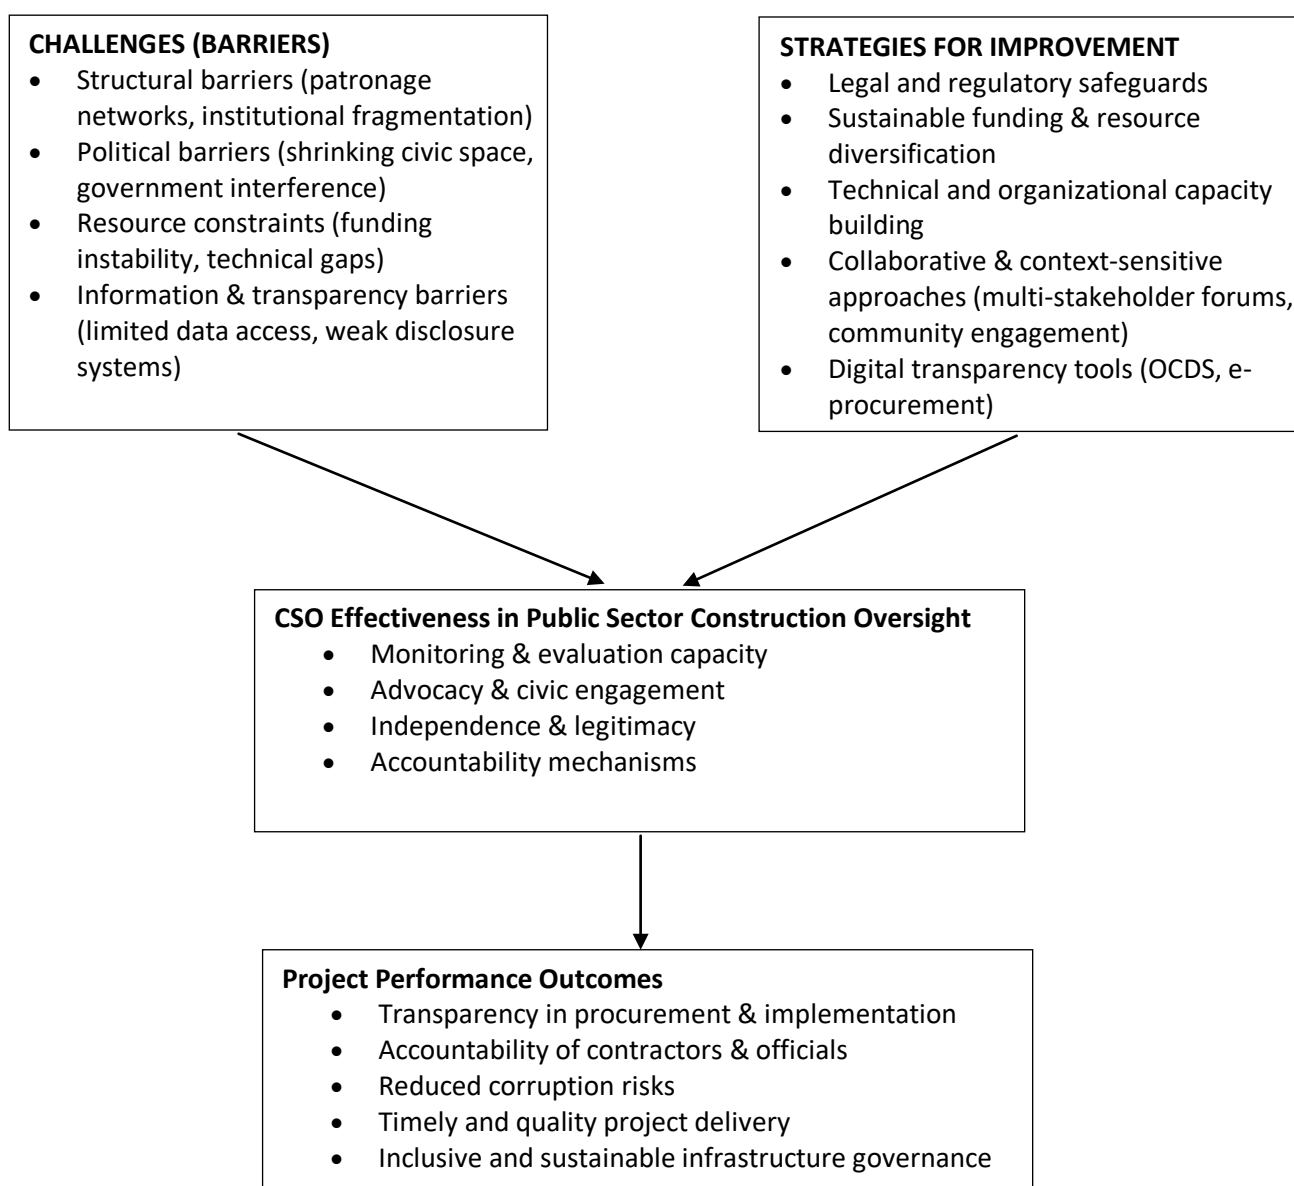 CHALLENGES (BARRIERS)
• Structural barriers (patronage
networks, institutional fragmentation)
• Political barriers (shrinking civic space,
government interference)
• Resource constraints (funding
instability, technical gaps)
• Information & transparency barriers
(limited data access, weak disclosure
systems)
STRATEGIES FOR IMPROVEMENT
• Legal and regulatory safeguards
• Sustainable funding & resource
diversification
• Technical and organizational capacity
building
• Collaborative & context-sensitive
approaches (multi-stakeholder forums,
community engagement)
• Digital transparency tools (OCDS, e-
procurement)
CSO Effectiveness in Public Sector Construction Oversight
• Monitoring & evaluation capacity
• Advocacy & civic engagement
• Independence & legitimacy
• Accountability mechanisms
Project Performance Outcomes
• Transparency in procurement & implementation
• Accountability of contractors & officials
• Reduced corruption risks
• Timely and quality project delivery
• Inclusive and sustainable infrastructure governance